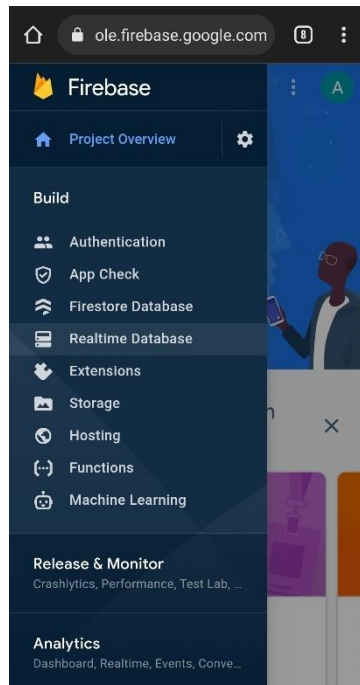 ole.firebase.google.com
8
Firebase
A
Project Overview
Build
Authentication
App Check
Firestore Database
Realtime Database
Extensions
Storage
n
Hosting
Functions
Machine Learning
Release & Monitor
Crashlytics, Performance, Test Lab, ...
Analytics
Dashboard, Realtime, Events, Conve...